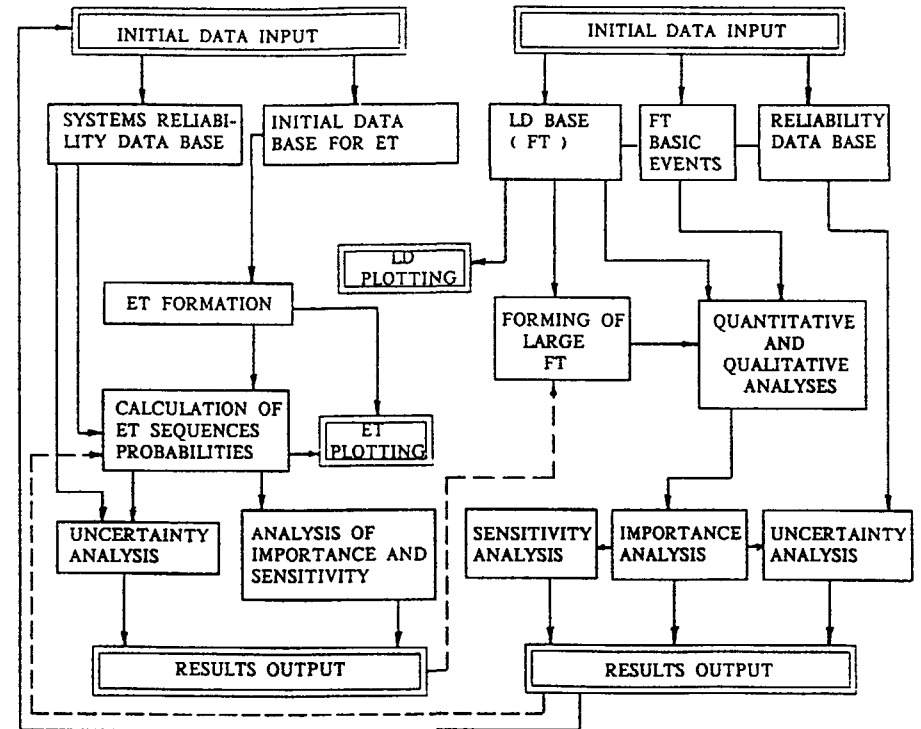 INITIAL DATA INPUT
INITIAL DATA INPUT
SYSTEMS RELIABI-
LITY DATA BASE
INITIAL DATA
BASE FOR ET
LD BASE
( FT )
FT
BASIC
EVENTS
RELIABILITY
DATA BASE
LD
PLOTTING
ET FORMATION
FORMING OF
LARGE
FT
QUANTITATIVE
AND
QUALITATIVE
ANALYSES
CALCULATION OF
ET SEQUENCES
PROBABILITIES
ET
PLOTTING
UNCERTAINTY
ANALYSIS
ANALYSIS OF
IMPORTANCE AND
SENSITIVITY
SENSITIVITY
ANALYSIS
IMPORTANCE
ANALYSIS
UNCERTAINTY
ANALYSIS
RESULTS OUTPUT
RESULTS OUTPUT